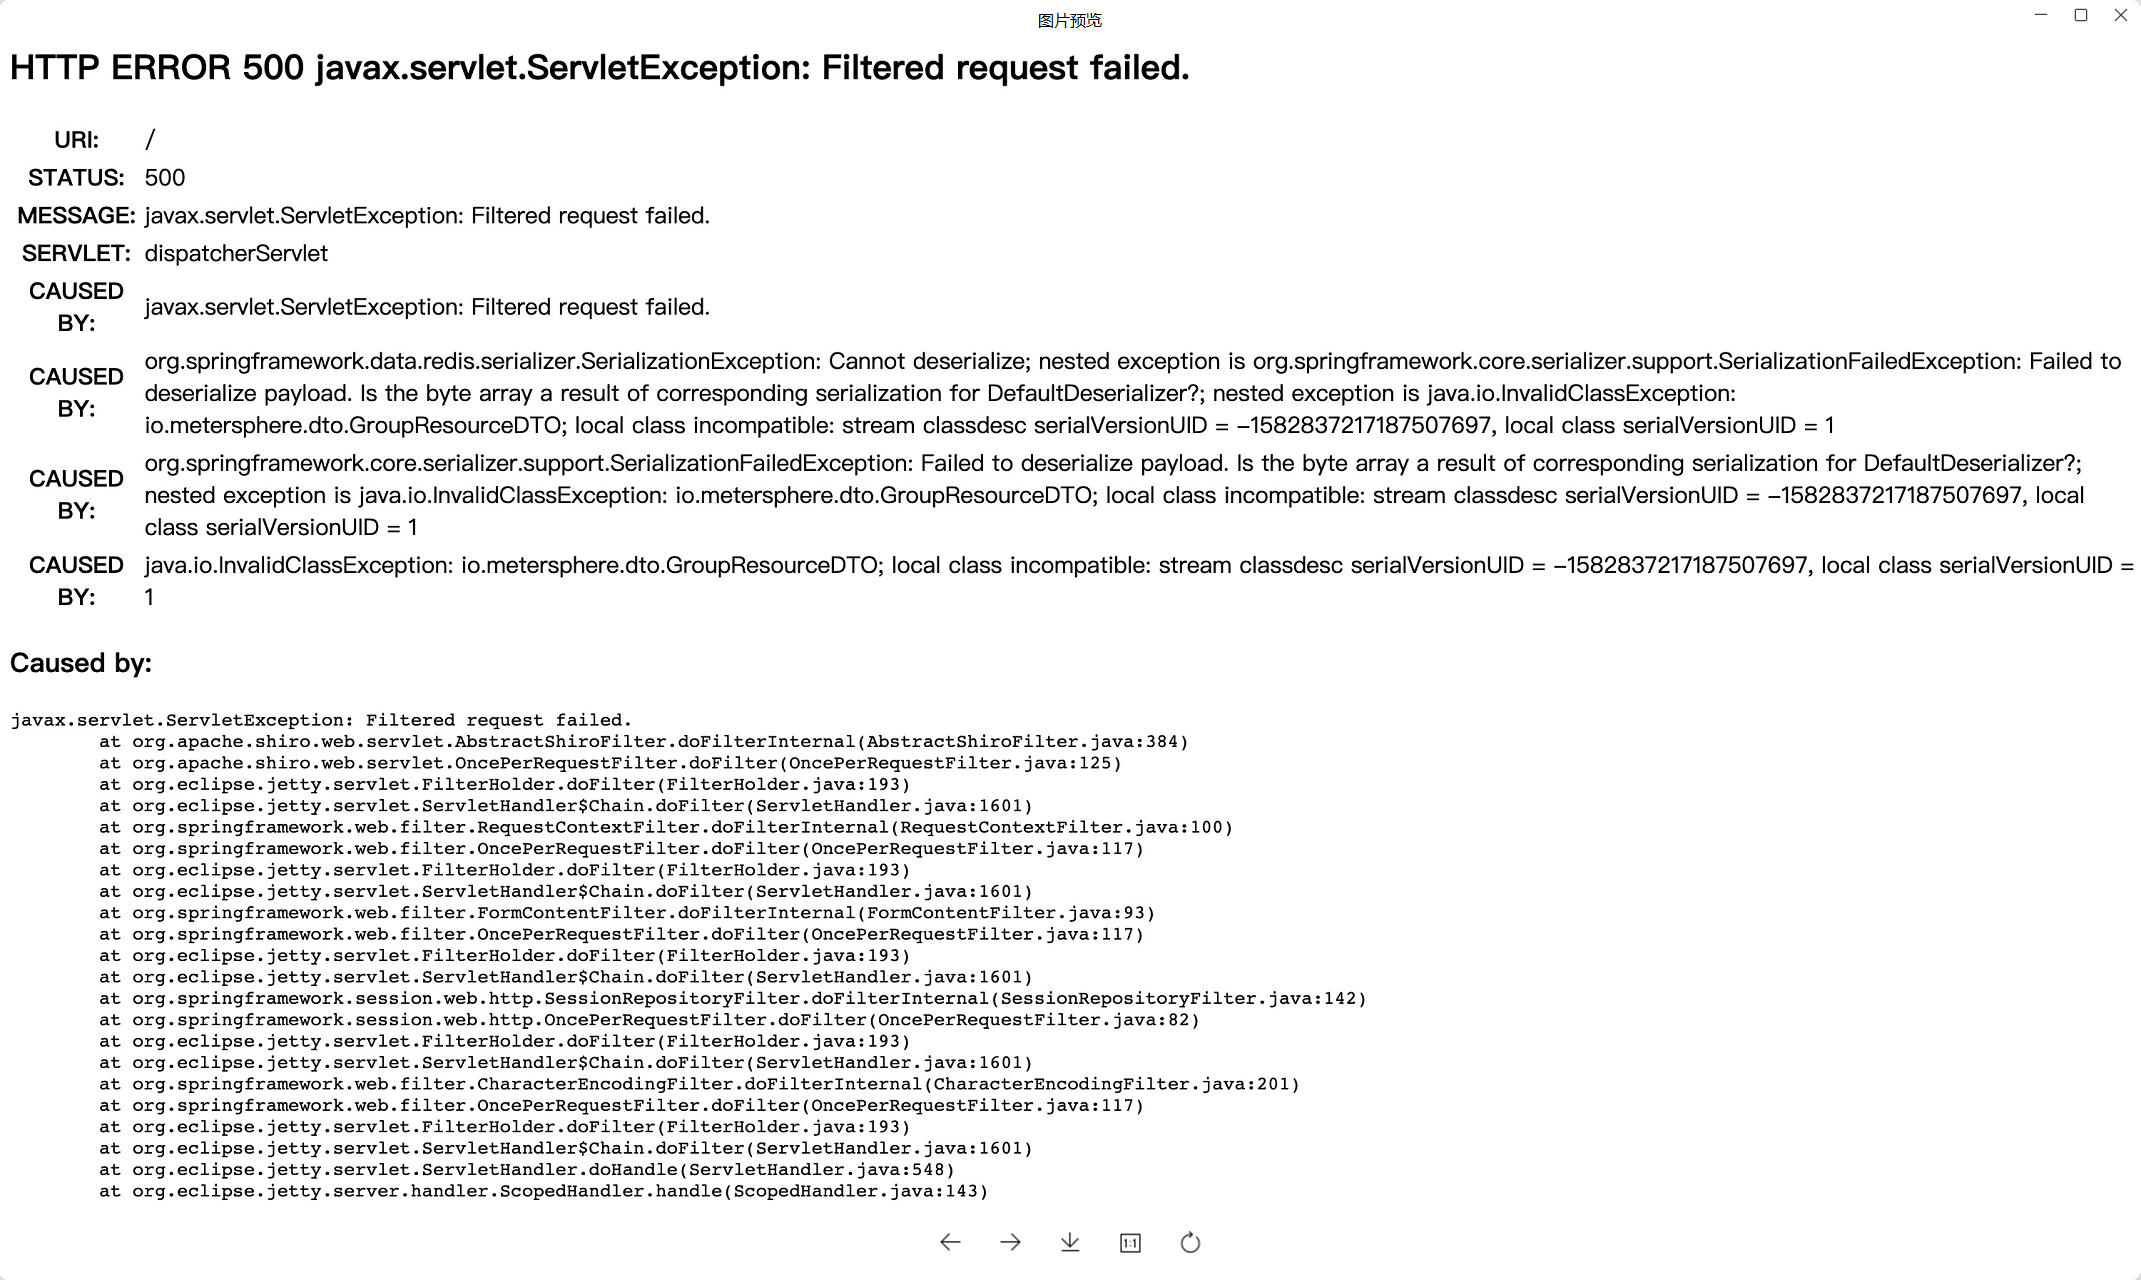 图片预览
HTTP ERROR 500 javax.servlet.ServletException: Filtered request failed.
URI: /
STATUS: 500
MESSAGE: javax.servlet.ServletException: Filtered request failed.
SERVLET: dispatcherServlet
CAUSED BY: javax.servlet.ServletException: Filtered request failed.
CAUSED BY: org.springframework.data.redis.serializer.SerializationException: Cannot deserialize; nested exception is org.springframework.core.serializer.support.SerializationFailedException: Failed to
deserialize payload. Is the byte array a result of corresponding serialization for DefaultDeserializer?; nested exception is java.io.InvalidClassException:
io.metersphere.dto.GroupResourceDTO; local class incompatible: stream classdesc serialVersionUID = -1582837217187507697, local class serialVersionUID = 1
CAUSED BY: org.springframework.core.serializer.support.SerializationFailedException: Failed to deserialize payload. Is the byte array a result of corresponding serialization for DefaultDeserializer?;
nested exception is java.io.InvalidClassException: io.metersphere.dto.GroupResourceDTO; local class incompatible: stream classdesc serialVersionUID = -1582837217187507697, local
class serialVersionUID = 1
CAUSED BY: java.io.InvalidClassException: io.metersphere.dto.GroupResourceDTO; local class incompatible: stream classdesc serialVersionUID = -1582837217187507697, local class serialVersionUID =
1
Caused by:
javax.servlet.ServletException: Filtered request failed.
at org.apache.shiro.web.servlet.AbstractShiroFilter.doFilterInternal(AbstractShiroFilter.java:384)
at org.apache.shiro.web.servlet.OncePerRequestFilter.doFilter(OncePerRequestFilter.java:125)
at org.eclipse.jetty.servlet.FilterHolder.doFilter(FilterHolder.java:193)
at org.eclipse.jetty.servlet.ServletHandler$Chain.doFilter(ServletHandler.java:1601)
at org.springframework.web.filter.RequestContextFilter.doFilterInternal(RequestContextFilter.java:100)
at org.springframework.web.filter.OncePerRequestFilter.doFilter(OncePerRequestFilter.java:117)
at org.eclipse.jetty.servlet.FilterHolder.doFilter(FilterHolder.java:193)
at org.eclipse.jetty.servlet.ServletHandler$Chain.doFilter(ServletHandler.java:1601)
at org.springframework.web.filter.FormContentFilter.doFilterInternal(FormContentFilter.java:93)
at org.springframework.web.filter.OncePerRequestFilter.doFilter(OncePerRequestFilter.java:117)
at org.eclipse.jetty.servlet.FilterHolder.doFilter(FilterHolder.java:193)
at org.eclipse.jetty.servlet.ServletHandler$Chain.doFilter(ServletHandler.java:1601)
at org.springframework.session.web.http.SessionRepositoryFilter.doFilterInternal(SessionRepositoryFilter.java:142)
at org.springframework.session.web.http.OncePerRequestFilter.doFilter(OncePerRequestFilter.java:82)
at org.eclipse.jetty.servlet.FilterHolder.doFilter(FilterHolder.java:193)
at org.eclipse.jetty.servlet.ServletHandler$Chain.doFilter(ServletHandler.java:1601)
at org.springframework.web.filter.CharacterEncodingFilter.doFilterInternal(CharacterEncodingFilter.java:201)
at org.springframework.web.filter.OncePerRequestFilter.doFilter(OncePerRequestFilter.java:117)
at org.eclipse.jetty.servlet.FilterHolder.doFilter(FilterHolder.java:193)
at org.eclipse.jetty.servlet.ServletHandler$Chain.doFilter(ServletHandler.java:1601)
at org.eclipse.jetty.servlet.ServletHandler.doHandle(ServletHandler.java:548)
at org.eclipse.jetty.server.handler.ScopedHandler.handle(ScopedHandler.java:143)
1:1